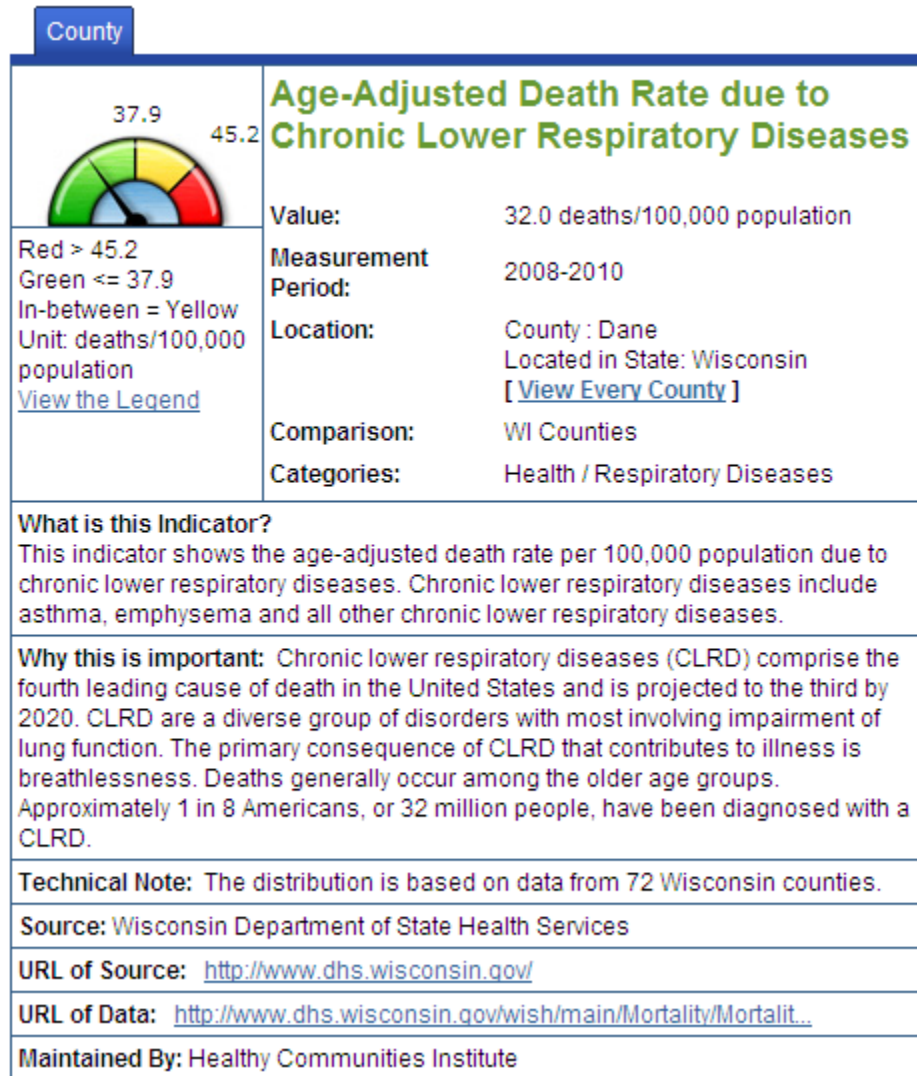 County
37.9
45.2
Age-Adjusted Death Rate due to
Chronic Lower Respiratory Diseases
Value: 32.0 deaths/100,000 population
Measurement
Period: 2008-2010
Location: County : Dane
Located in State: Wisconsin
[ View Every County ]
Comparison: WI Counties
Categories: Health / Respiratory Diseases
Red > 45.2
Green <= 37.9
In-between = Yellow
Unit: deaths/100,000
population
View the Legend
What is this Indicator?
This indicator shows the age-adjusted death rate per 100,000 population due to
chronic lower respiratory diseases. Chronic lower respiratory diseases include
asthma, emphysema and all other chronic lower respiratory diseases.
Why this is important: Chronic lower respiratory diseases (CLRD) comprise the
fourth leading cause of death in the United States and is projected to the third by
2020. CLRD are a diverse group of disorders with most involving impairment of
lung function. The primary consequence of CLRD that contributes to illness is
breathlessness. Deaths generally occur among the older age groups.
Approximately 1 in 8 Americans, or 32 million people, have been diagnosed with a
CLRD.
Technical Note: The distribution is based on data from 72 Wisconsin counties.
Source: Wisconsin Department of State Health Services
URL of Source: http://www.dhs.wisconsin.gov/
URL of Data: http://www.dhs.wisconsin.gov/wish/main/Mortality/Mortalit...
Maintained By: Healthy Communities Institute